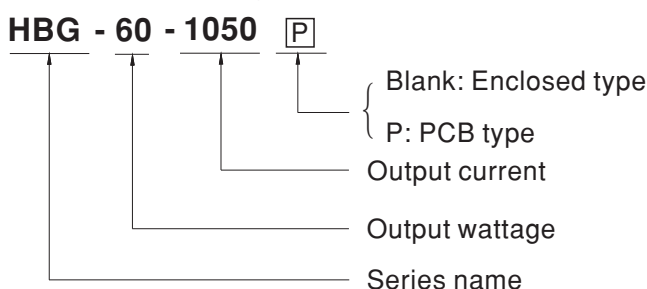 HBG - 60 - 1050 P
Blank: Enclosed type
P: PCB type
Output current
Output wattage
Series name